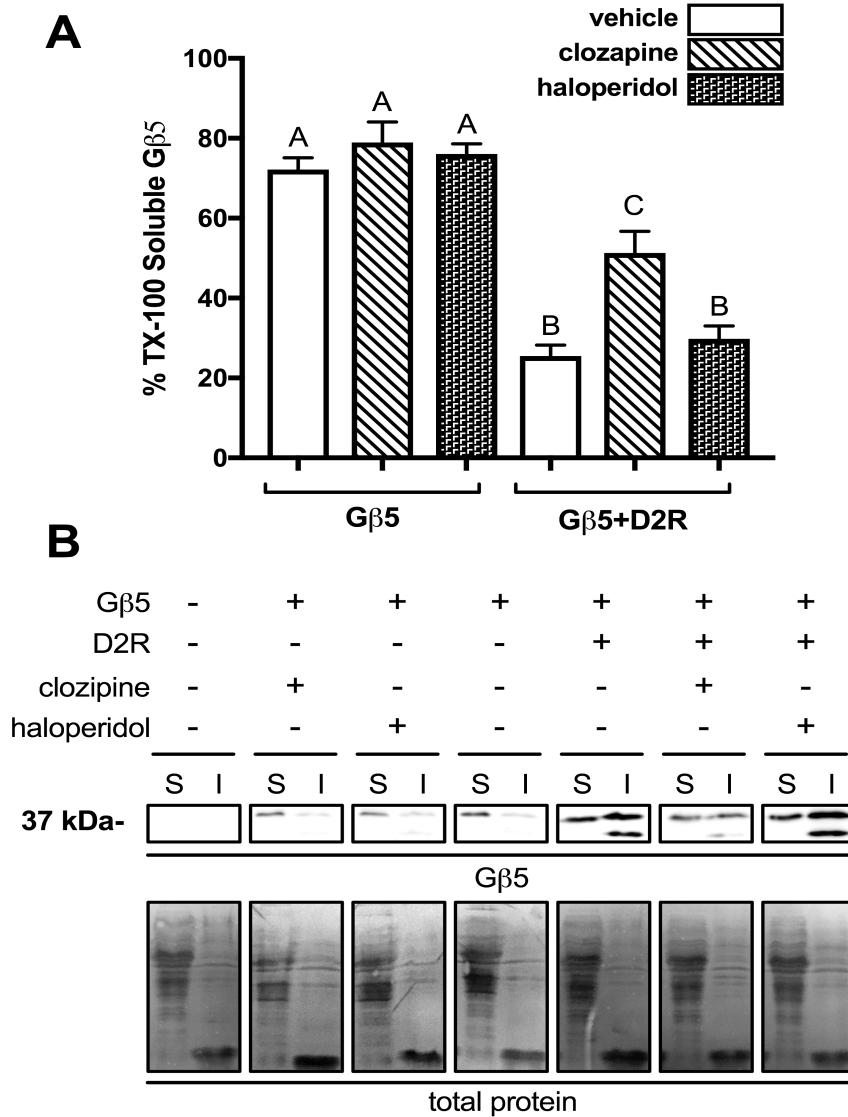 A
vehicle
clozapine
haloperidol
% TX-100 Soluble Gβ5
100
80
60
40
20
0
A A A B C B
Gβ5 Gβ5+D2R
B
Gβ5 - + + + + + +
D2R - - - - + + +
clozipine - + - - - + -
haloperidol - - + - - - +
S I S I S I S I S I S I S I
37 kDa-
Gβ5
total protein